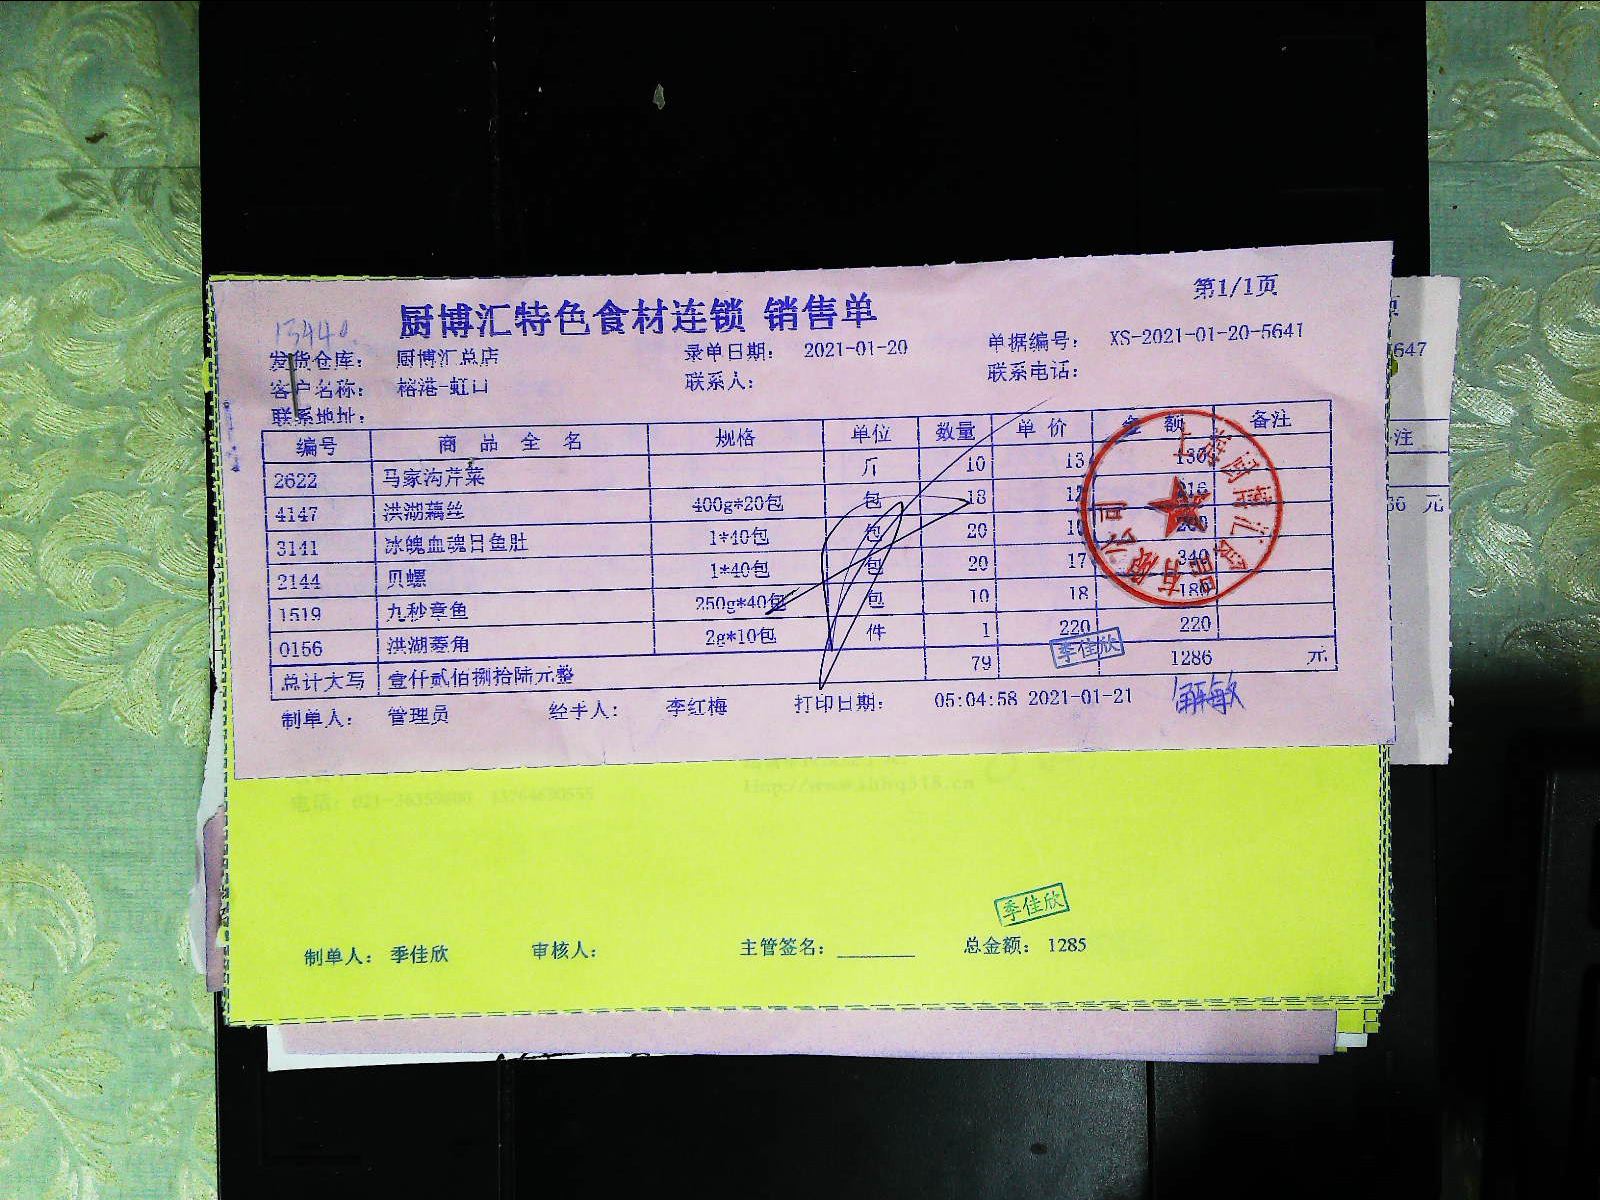 第1/1页
厨博汇特色食材连锁 销售单
13440.
发货仓库： 厨博汇总店 录单日期： 2021-01-20 单据编号： XS-2021-01-20-5641
客户名称： 榕港-虹口 联系人： 联系电话：
联系地址：
编号 商 品 全 名 规格 单位 数量 单 价 金 额 备注
2622 马家沟芹菜 斤 10 13 130
4147 洪湖藕丝 400g*20包 包 18 12 216
3141 冰魄血魂目鱼肚 1*40包 包 20 10 200
2144 贝螺 1*40包 包 20 17 340
1519 九秒章鱼 250g*40包 包 10 18 180
0156 洪湖菱角 2g*10包 件 1 220 220
总计大写 壹仟贰佰捌拾陆元整 79 1286 元
季佳欣
制单人： 管理员 经手人： 李红梅 打印日期： 05:04:58 2021-01-21
有限公司
5647
注
36 元
季佳欣
制单人： 季佳欣 审核人： 主管签名： 总金额： 1285